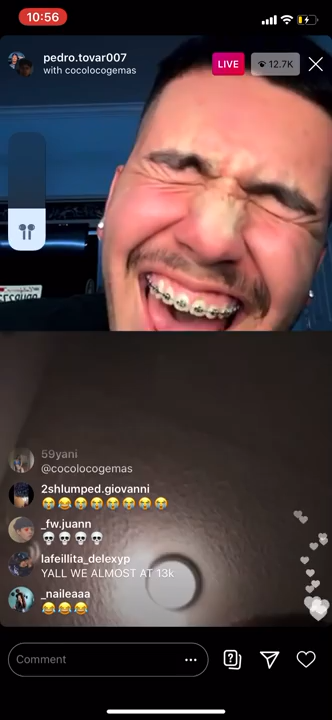 10:56
pedro.tovar007
with cocolocogemas
LIVE
12.7K
59yani
@cocolocogemas
2shlumped.giovanni
😭😂😭😭😭😭😭😭
_fw.juann
💀💀💀💀
lafeillita_delexyp
YALL WE ALMOST AT 13k
_naileaaa
😂😂😂
Comment